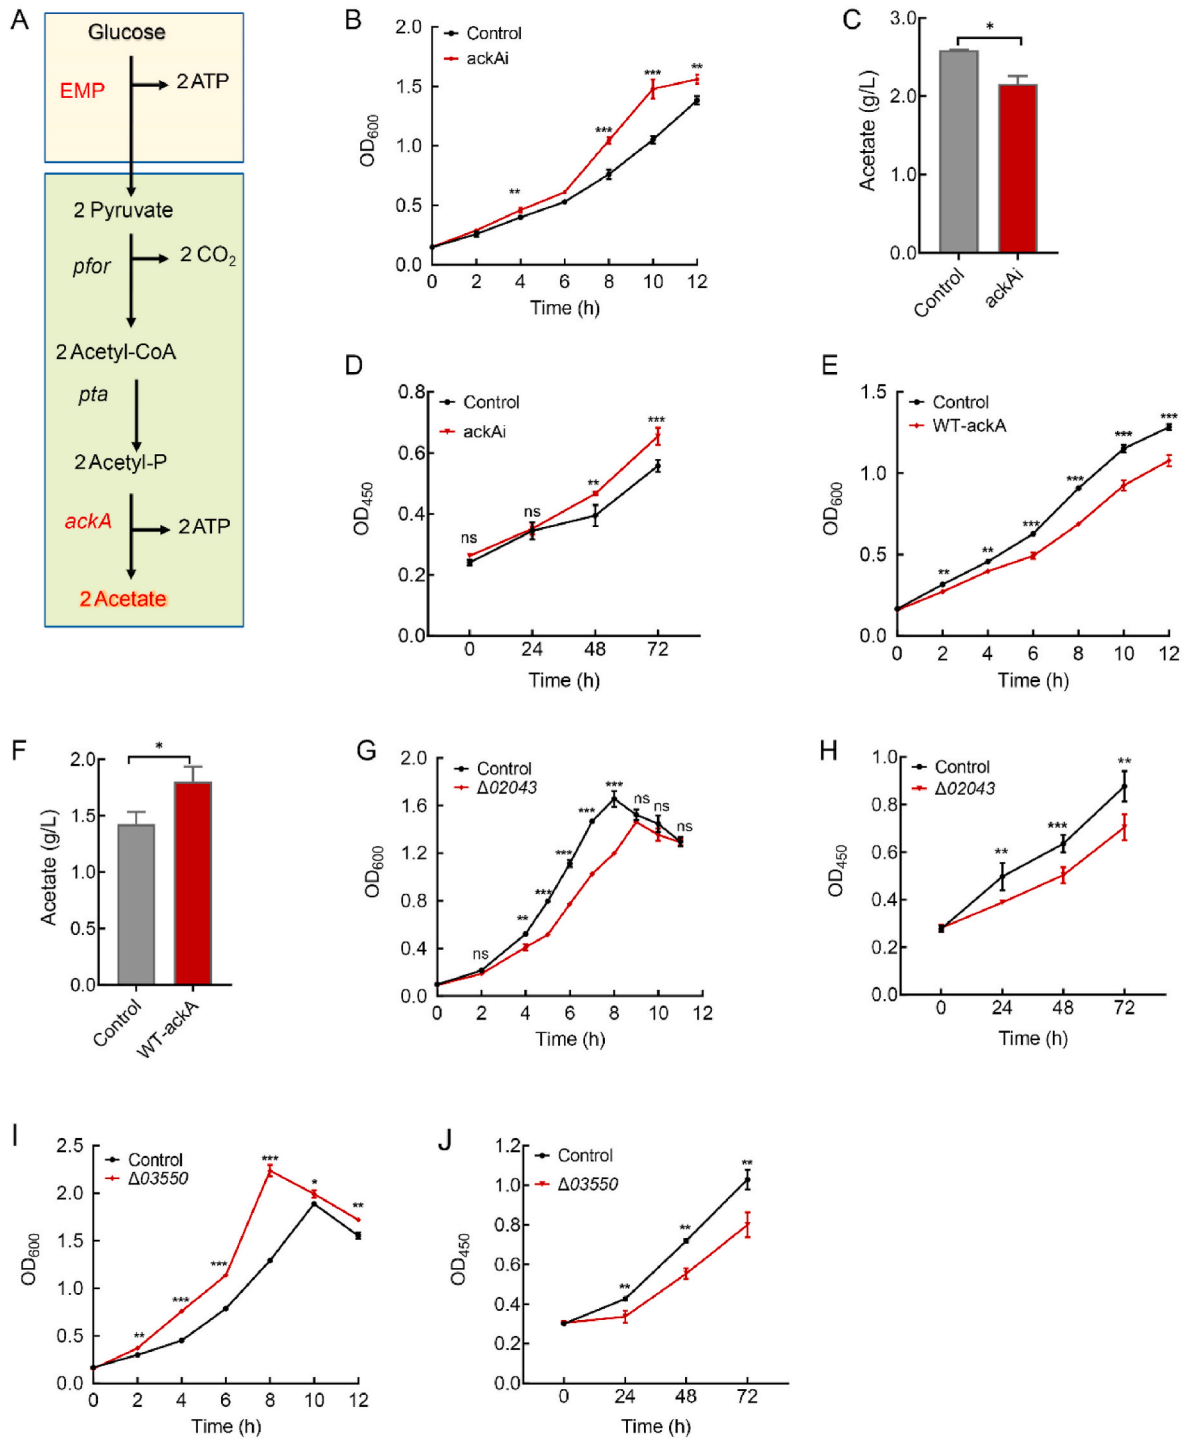 A
Glucose
EMP
2 ATP
2 Pyruvate
pfor
2 CO2
2 Acetyl-CoA
pta
2 Acetyl-P
ackA
2 ATP
2 Acetate
B
Control
ackAi
OD600
2.0
1.5
1.0
0.5
0.0
**
***
***
**
0 2 4 6 8 10 12
Time (h)
C
Acetate (g/L)
3.0
2.0
1.0
0.0
*
Control
ackAi
D
Control
ackAi
OD450
0.8
0.6
0.4
0.2
0.0
ns
ns
**
***
0 24 48 72
Time (h)
E
Control
WT-ackA
OD600
1.5
1.0
0.5
0.0
**
**
***
***
***
***
0 2 4 6 8 10 12
Time (h)
F
Acetate (g/L)
2.0
1.5
1.0
0.5
0.0
*
Control
WT-ackA
G
Control
Δ02043
OD600
2.0
1.6
1.2
0.8
0.4
0.0
ns
**
***
***
***
***
ns
ns
ns
0 2 4 6 8 10 12
Time (h)
H
Control
Δ02043
OD450
1.0
0.8
0.6
0.4
0.2
0.0
**
***
**
0 24 48 72
Time (h)
I
Control
Δ03550
OD600
2.5
2.0
1.5
1.0
0.5
0.0
**
***
***
***
*
**
0 2 4 6 8 10 12
Time (h)
J
Control
Δ03550
OD450
1.2
1.0
0.8
0.6
0.4
0.2
0.0
**
**
**
0 24 48 72
Time (h)